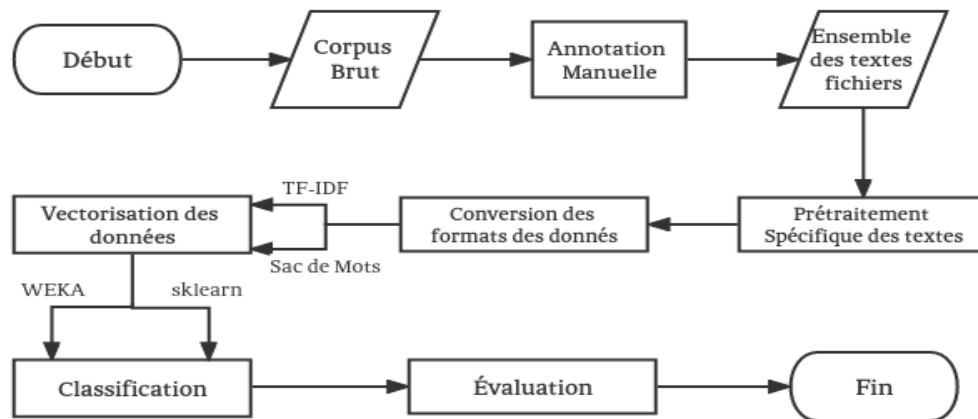 Début
Corpus
Brut
Annotation
Manuelle
Ensemble
des textes
fichiers
Prétraitement
Spécifique des textes
Conversion des
formats des donnés
TF-IDF
Sac de Mots
Vectorisation des
données
WEKA
sklearn
Classification
Évaluation
Fin